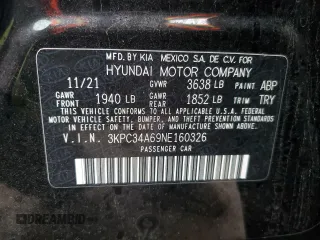 MFD BY KIA MEXICO S.A. DE C.V. FOR
HYUNDAI MOTOR COMPANY
11/21 GVWR 3638 LB PAINT ABP
GAWR FRONT 1940 LB GAWR REAR 1852 LB TRIM TRY
THIS VEHICLE CONFORMS TO ALL APPLICABLE U.S. FEDERAL MOTOR
VEHICLE SAFETY, BUMPER, AND THEFT PREVENTION STANDARDS IN
EFFECT ON THE DATE OF MANUFACTURE SHOWN ABOVE.
V.I.N. 3KPC34A69NE160326
PASSENGER CAR